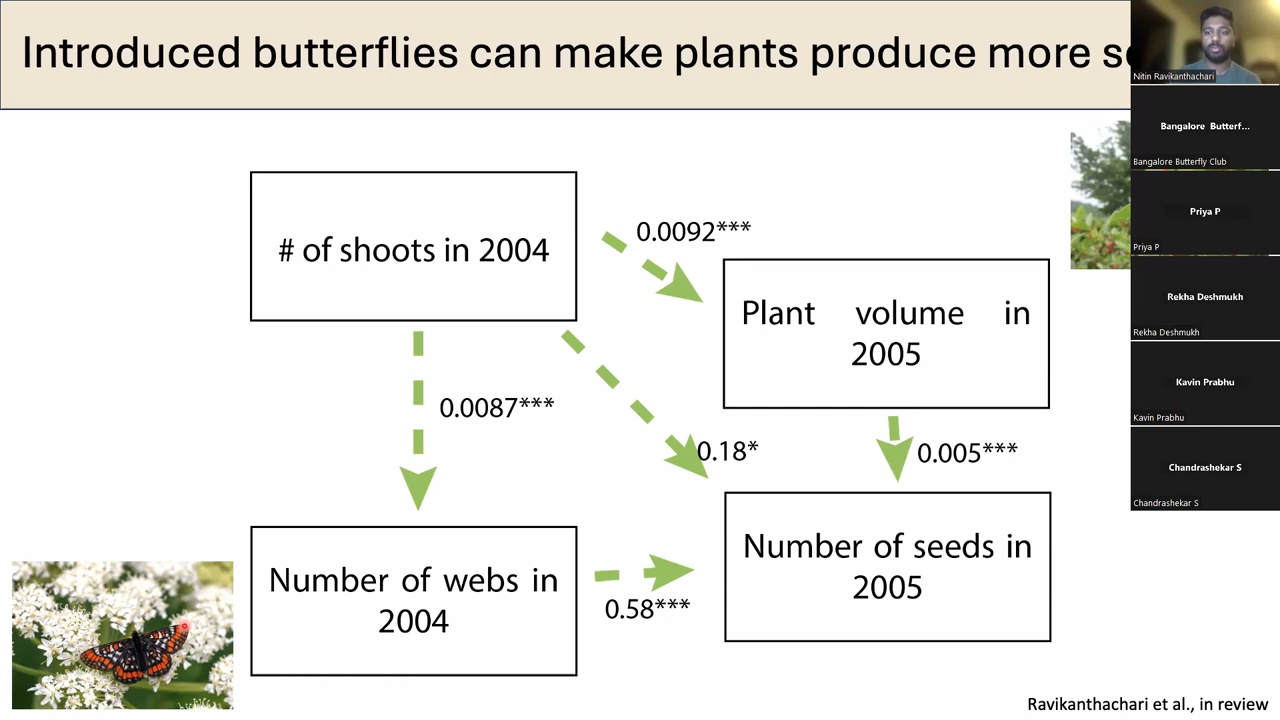 Introduced butterflies can make plants produce more
# of shoots in 2004
0.0092***
Plant volume in
2005
0.0087***
0.18*
0.005***
Number of webs in
2004
0.58***
Number of seeds in
2005
Ravikanthachari et al., in review
Nitin Ravikanthachari
Bangalore Butterf...
Bangalore Butterfly Club
Priya P
Priya P
Rekha Deshmukh
Rekha Deshmukh
Kavin Prabhu
Kavin Prabhu
Chandrashekar S
Chandrashekar S